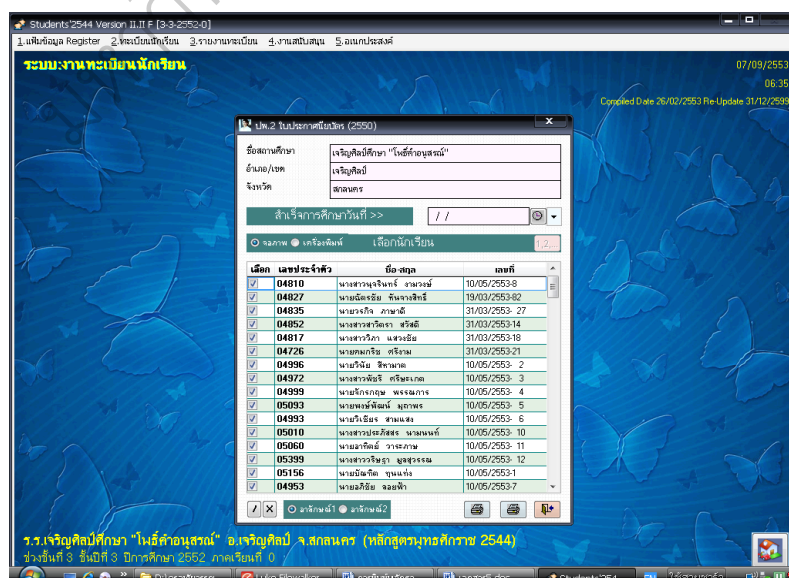 Students'2544 Version II.II F [3-3-2552-0]
1.แฟ้มข้อมูล Register 2.ทะเบียนนักเรียน 3.รายงานทะเบียน 4.งานสนับสนุน 5.อเนกประสงค์
ระบบ:งานทะเบียนนักเรียน
07/09/2553
06:35
Compiled Date 26/02/2553 Re-Update 31/12/2599
ปพ.2 ใบประกาศนียบัตร (2550)
ชื่อสถานศึกษา เจริญศิลป์ศึกษา "โพธิ์คำอนุสรณ์"
อำเภอ/เขต เจริญศิลป์
จังหวัด สกลนคร
สำเร็จการศึกษาวันที่ >> / /
จอภาพ เครื่องพิมพ์ เลือกนักเรียน 1,2,...
เลือก เลขประจำตัว ชื่อ-สกุล เลขที่
04810 นางสาวนุจรินทร์ งามวงษ์ 10/05/2553-8
04827 นายฉัตรชัย 19/03/2553-82
04835 นายวรกิจ ภาษาดี 31/03/2553- 27
04852 นางสาวสาวิตรา สวัสดี 31/03/2553-14
04817 นางสาววิภา แสวงชัย 31/03/2553-18
04726 นายคมกริช ศรีงาม 31/03/2553-21
04996 นายวินัย สิหามาต 10/05/2553- 2
04972 นางสาวพัชรี ศรีษะเกต 10/05/2553- 3
04999 นายจักรกฤษ พรรณการ 10/05/2553- 4
05093 นายพงษ์พัฒน์ มุถาพร 10/05/2553- 5
04993 นายวิเชียร สามแสง 10/05/2553- 6
05010 นางสาวประภัสสร นามนนท์ 10/05/2553- 10
05060 นายอาทิตย์ วาระภาษ 10/05/2553- 11
05399 นางสาววริษฐา มูลสุวรรณ 10/05/2553- 12
05156 นายบัณฑิต ขุนแท่ง 10/05/2553-1
04953 นายอภิชัย ลอยฟ้า 10/05/2553-7
อาลักษณ์1 อาลักษณ์2
ร.ร.เจริญศิลป์ศึกษา "โพธิ์คำอนุสรณ์" อ.เจริญศิลป์ จ.สกลนคร (หลักสูตรพุทธศักราช 2544)
ช่วงชั้นที่ 3 ชั้นปีที่ 3 ปีการศึกษา 2552 ภาคเรียนที่ 0